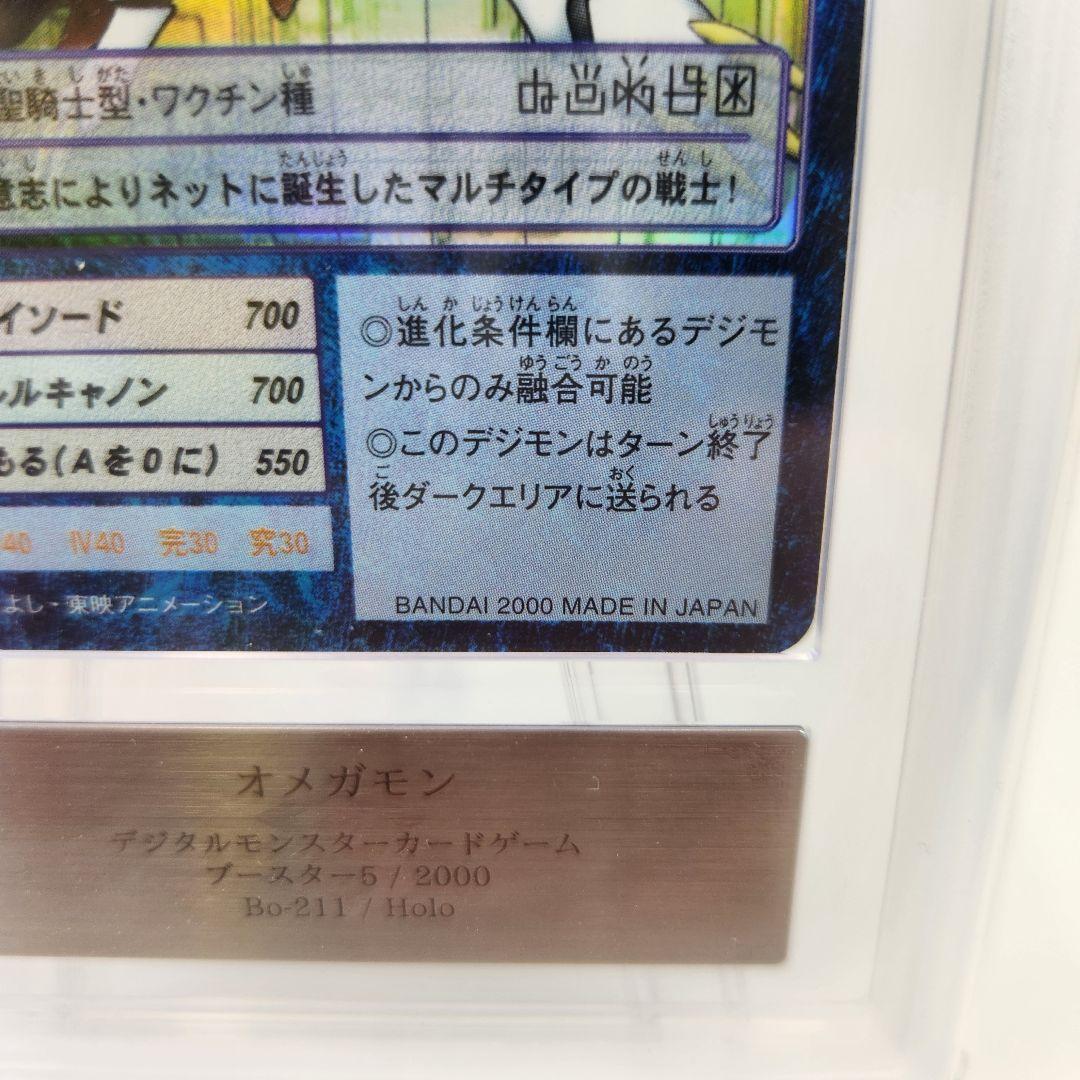 聖騎士型・ワクチン種
意志によりネットに誕生したマルチタイプの戦士!
イソード 700
ルキャノン 700
もる(Aを0に) 550
40 Ⅳ40 完30 究30
よし・東映アニメーション
◎進化条件欄にあるデジモ
ンからのみ融合可能
◎このデジモンはターン終了
後ダークエリアに送られる
BANDAI 2000 MADE IN JAPAN
オメガモン
デジタルモンスターカードゲーム
ブースター5 / 2000
Bo-211 / Holo